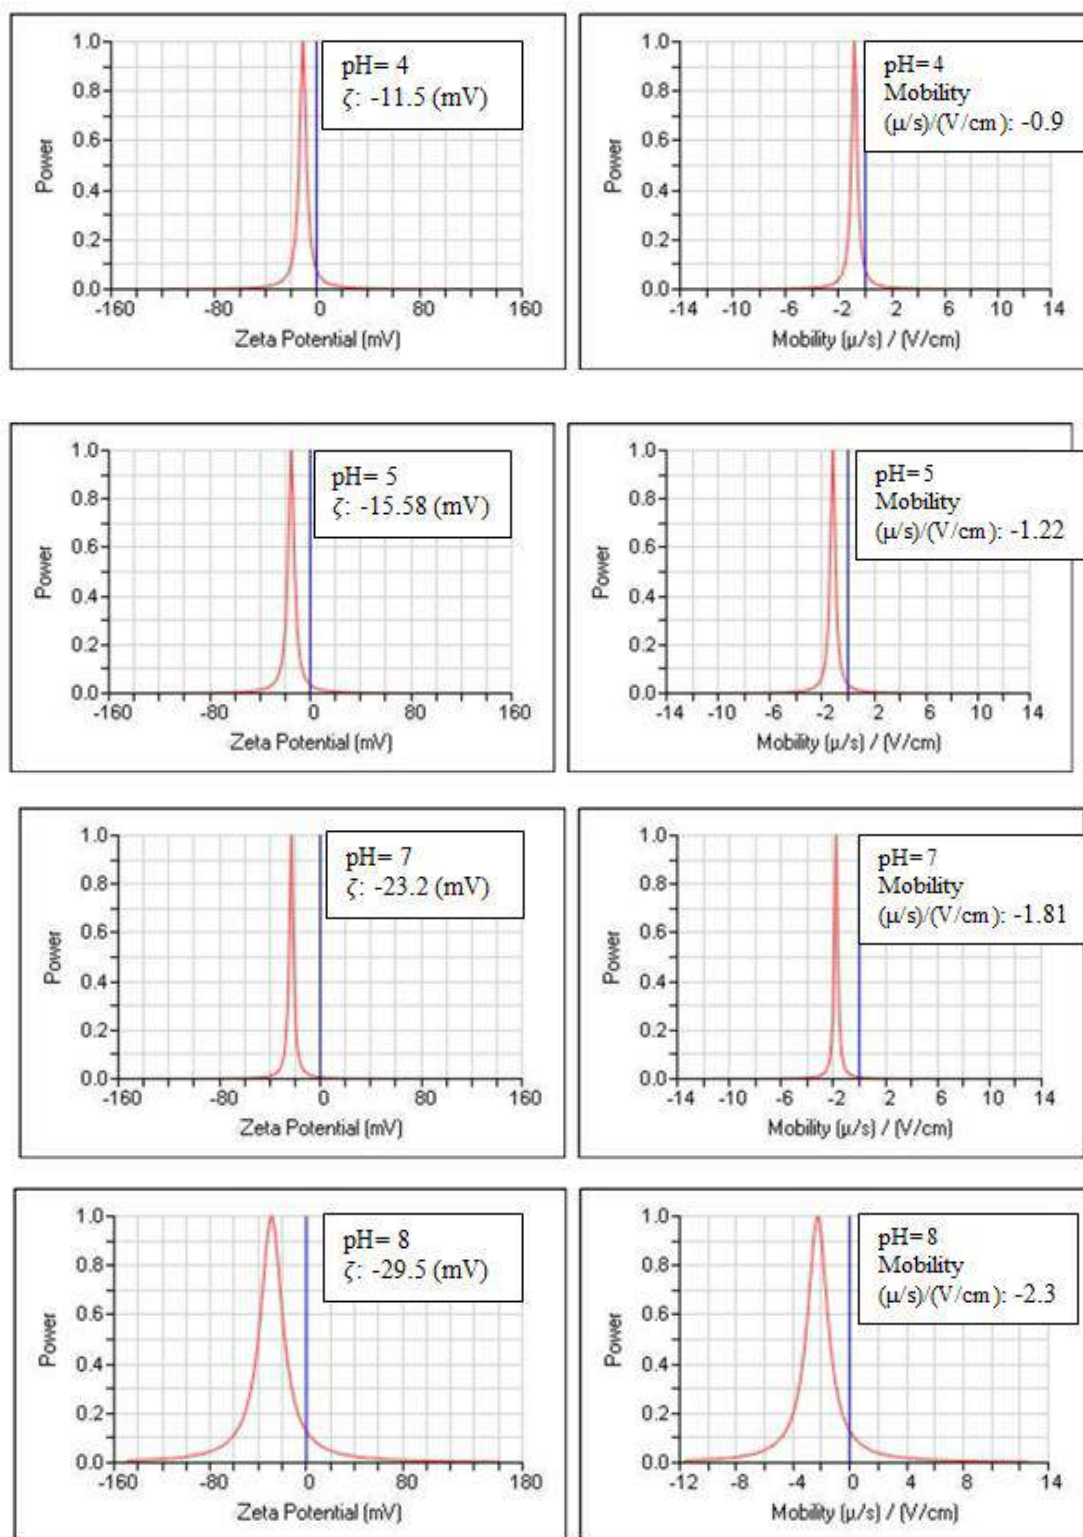 1.0
0.8
0.6
0.4
0.2
0.0
Power
-160
-80
0
80
160
Zeta Potential (mV)
pH= 4
ζ: -11.5 (mV)
1.0
0.8
0.6
0.4
0.2
0.0
Power
-14
-10
-6
-2
2
6
10
14
Mobility (μ/s) / (V/cm)
pH=4
Mobility
(μ/s)/(V/cm): -0.9
1.0
0.8
0.6
0.4
0.2
0.0
Power
-160
-80
0
80
160
Zeta Potential (mV)
pH= 5
ζ: -15.58 (mV)
1.0
0.8
0.6
0.4
0.2
0.0
Power
-14
-10
-6
-2
2
6
10
14
Mobility (μ/s) / (V/cm)
pH=5
Mobility
(μ/s)/(V/cm): -1.22
1.0
0.8
0.6
0.4
0.2
0.0
Power
-160
-80
0
80
160
Zeta Potential (mV)
pH= 7
ζ: -23.2 (mV)
1.0
0.8
0.6
0.4
0.2
0.0
Power
-14
-10
-6
-2
2
6
10
14
Mobility (μ/s) / (V/cm)
pH=7
Mobility
(μ/s)/(V/cm): -1.81
1.0
0.8
0.6
0.4
0.2
0.0
Power
-160
-80
0
80
180
Zeta Potential (mV)
pH= 8
ζ: -29.5 (mV)
1.0
0.8
0.6
0.4
0.2
0.0
Power
-12
-8
-4
0
4
8
14
Mobility (μ/s) / (V/cm)
pH=8
Mobility
(μ/s)/(V/cm): -2.3